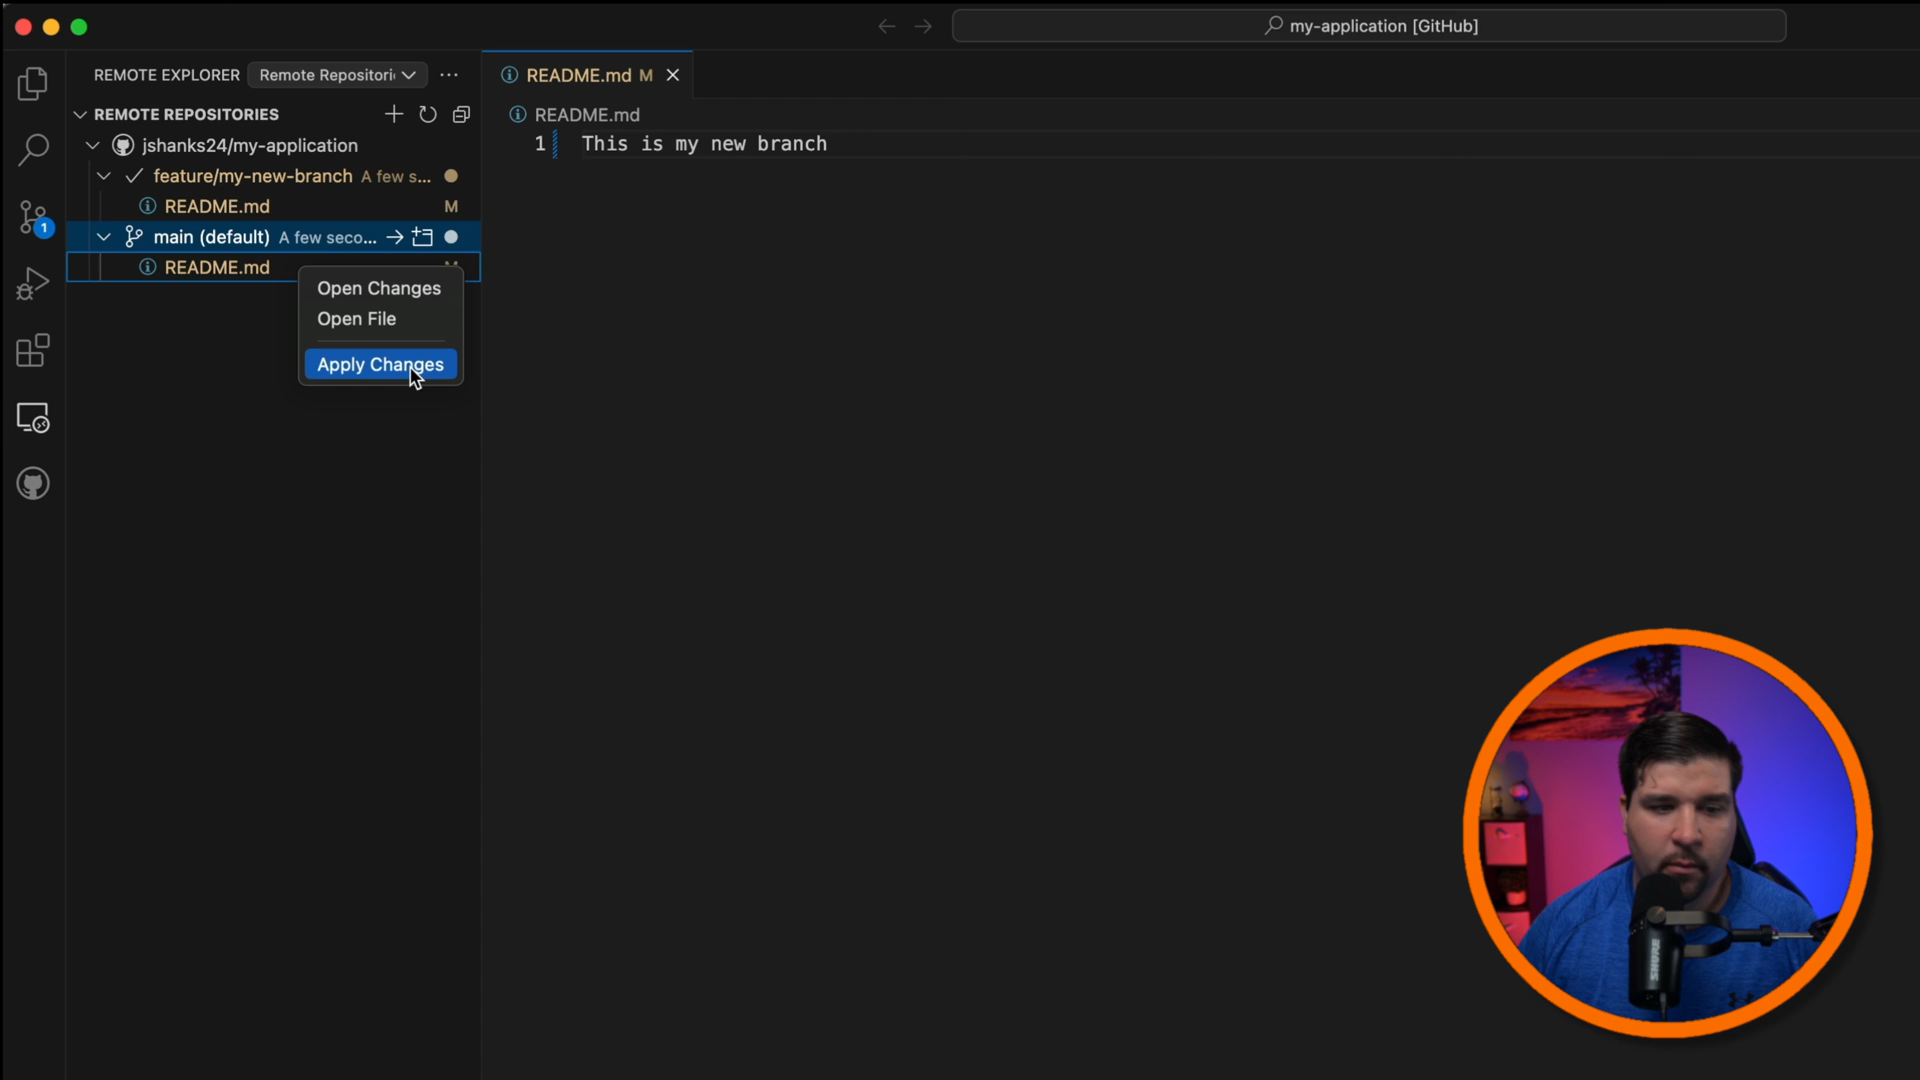 my-application [GitHub]
REMOTE EXPLORER
Remote Repositori
README.md M
REMOTE REPOSITORIES
README.md
1 This is my new branch
jshanks24/my-application
feature/my-new-branch A few s...
README.md M
1
main (default) A few seco...
README.md
Open Changes
Open File
Apply Changes
SHURE